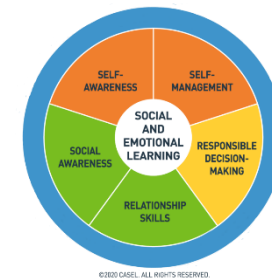 SELF-
AWARENESS
SELF-
MANAGEMENT
SOCIAL
AND
EMOTIONAL
LEARNING
SOCIAL
AWARENESS
RESPONSIBLE
DECISION-
MAKING
RELATIONSHIP
SKILLS
©2020 CASEL. ALL RIGHTS RESERVED.